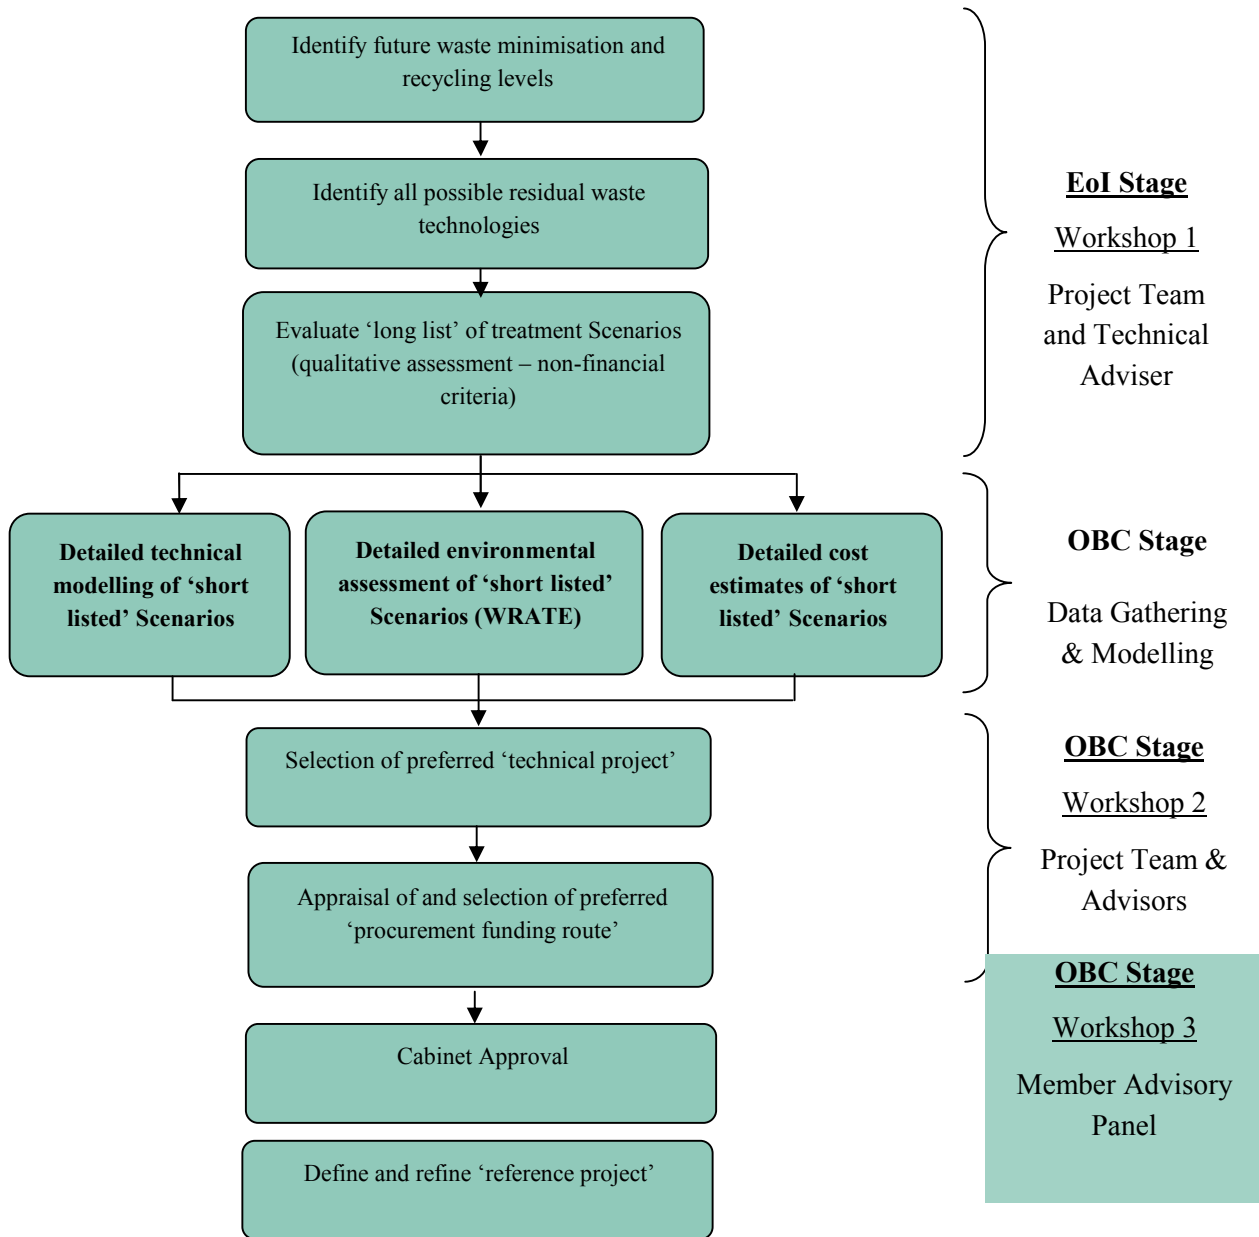 Identify future waste minimisation and
recycling levels
Identify all possible residual waste
technologies
Evaluate ‘long list’ of treatment Scenarios
(qualitative assessment – non-financial
criteria)
EoI Stage
Workshop 1
Project Team
and Technical
Adviser
Detailed technical
modelling of ‘short
listed’ Scenarios
Detailed environmental
assessment of ‘short listed’
Scenarios (WRATE)
Detailed cost
estimates of ‘short
listed’ Scenarios
OBC Stage
Data Gathering
& Modelling
Selection of preferred ‘technical project’
Appraisal of and selection of preferred
‘procurement funding route’
OBC Stage
Workshop 2
Project Team &
Advisors
Cabinet Approval
Define and refine ‘reference project’
OBC Stage
Workshop 3
Member Advisory
Panel